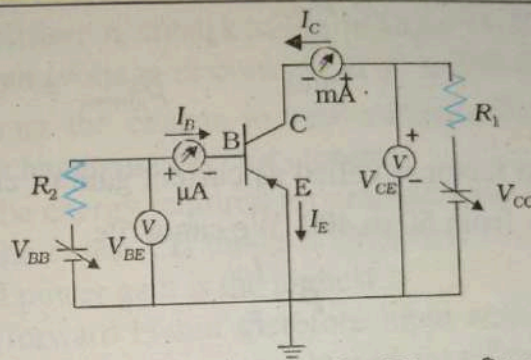 I_C
− +
mA
I_B
B
C
R_1
+ −
μA
+
V
−
V_CE
R_2
E
V_CC
V
V_BE
I_E
V_BB